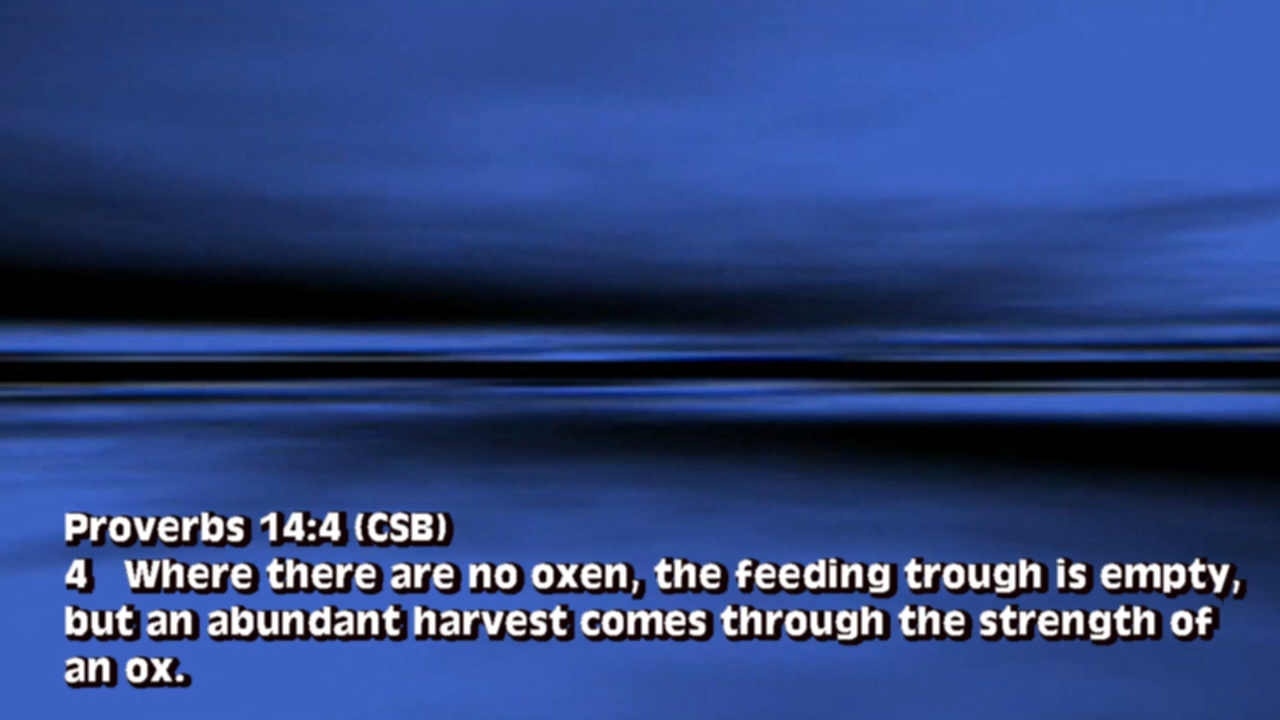 Proverbs 14:4 (CSB)
4 Where there are no oxen, the feeding trough is empty,
but an abundant harvest comes through the strength of
an ox.